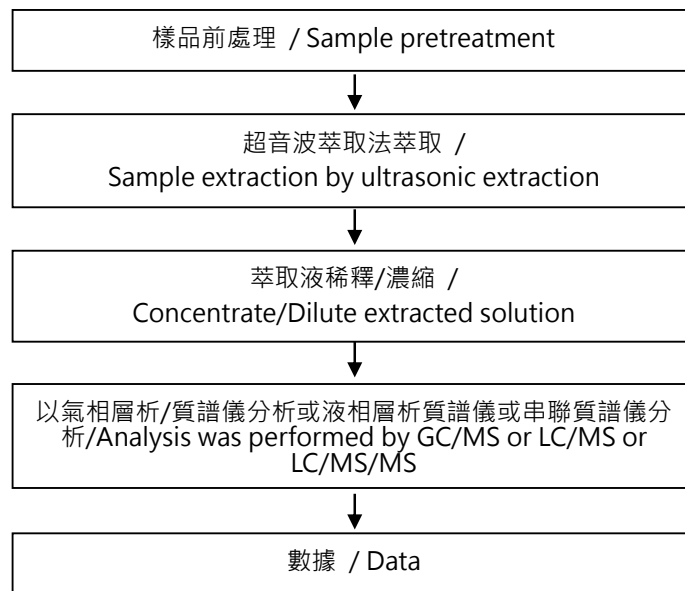 樣品前處理 / Sample pretreatment
超音波萃取法萃取 /
Sample extraction by ultrasonic extraction
萃取液稀釋/濃縮 /
Concentrate/Dilute extracted solution
以氣相層析/質譜儀分析或液相層析質譜儀或串聯質譜儀分
析/Analysis was performed by GC/MS or LC/MS or
LC/MS/MS
數據 / Data